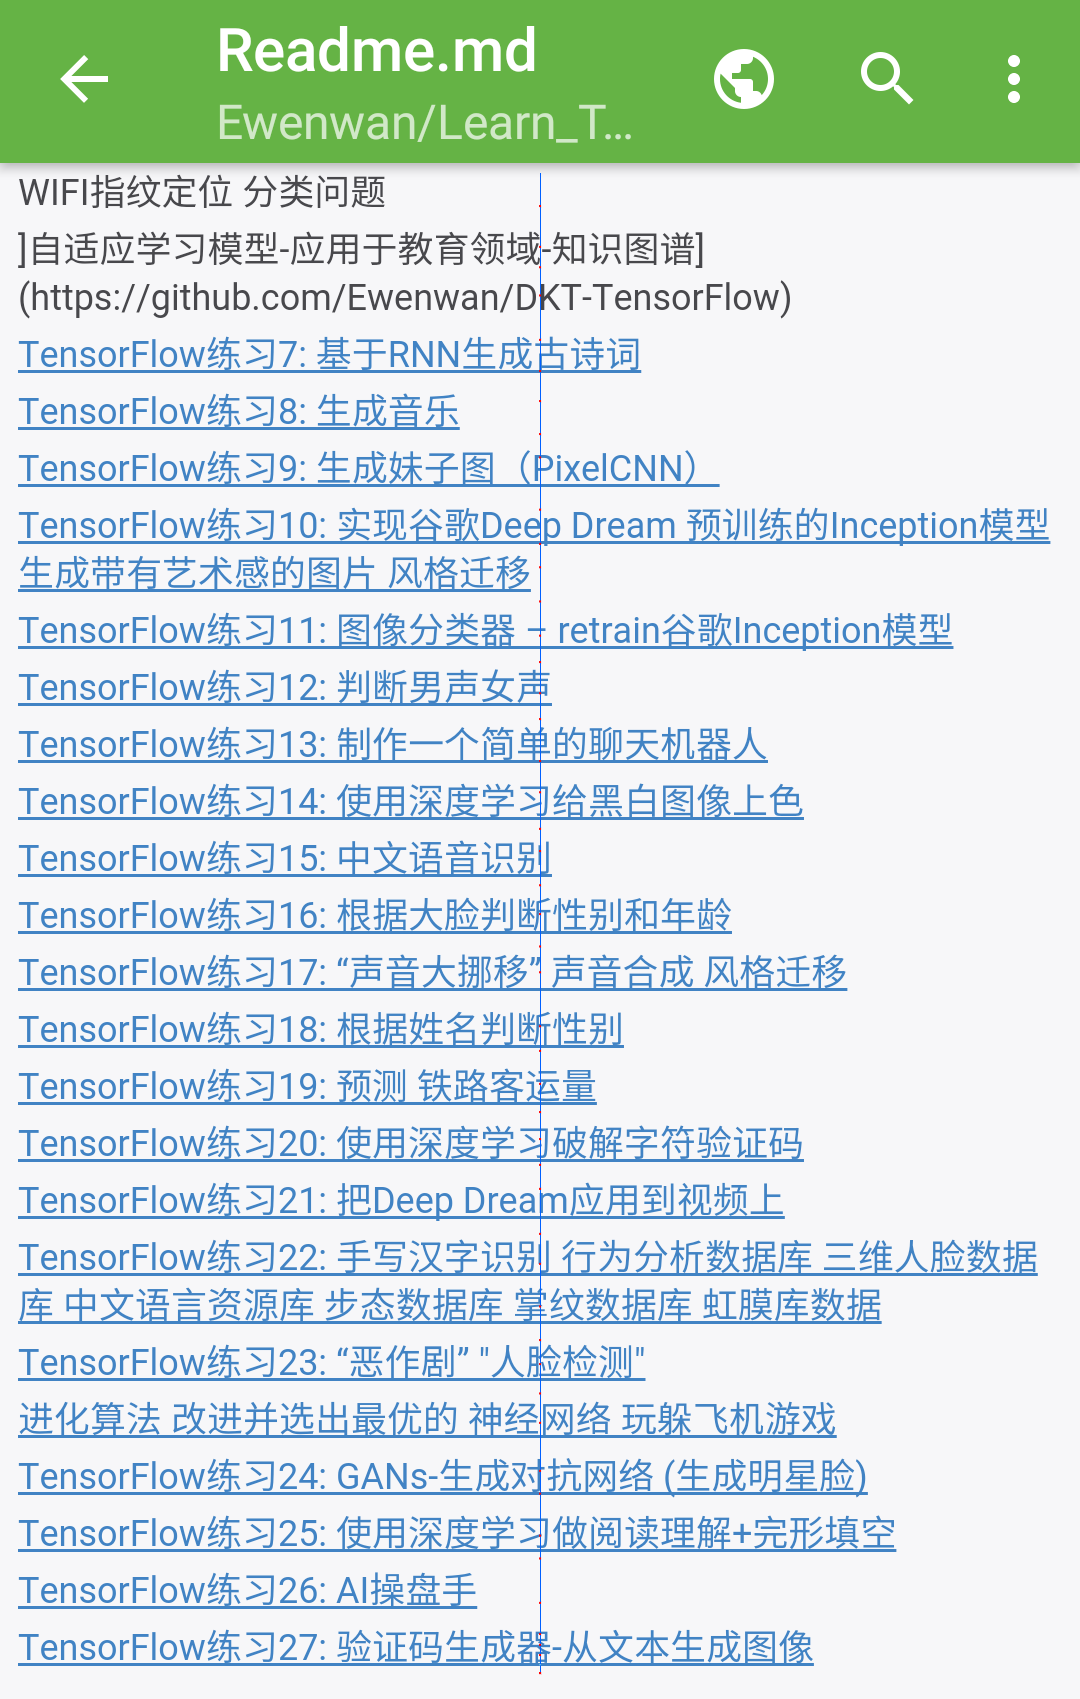 Readme.md
Ewenwan/Learn_T...
WIFI指纹定位 分类问题
]自适应学习模型-应用于教育领域-知识图谱]
(https://github.com/Ewenwan/DKT-TensorFlow)
TensorFlow练习7: 基于RNN生成古诗词
TensorFlow练习8: 生成音乐
TensorFlow练习9: 生成妹子图（PixelCNN）
TensorFlow练习10: 实现谷歌Deep Dream 预训练的Inception模型
生成带有艺术感的图片 风格迁移
TensorFlow练习11: 图像分类器 – retrain谷歌Inception模型
TensorFlow练习12: 判断男声女声
TensorFlow练习13: 制作一个简单的聊天机器人
TensorFlow练习14: 使用深度学习给黑白图像上色
TensorFlow练习15: 中文语音识别
TensorFlow练习16: 根据大脸判断性别和年龄
TensorFlow练习17: “声音大挪移” 声音合成 风格迁移
TensorFlow练习18: 根据姓名判断性别
TensorFlow练习19: 预测 铁路客运量
TensorFlow练习20: 使用深度学习破解字符验证码
TensorFlow练习21: 把Deep Dream应用到视频上
TensorFlow练习22: 手写汉字识别 行为分析数据库 三维人脸数据
库 中文语言资源库 步态数据库 掌纹数据库 虹膜库数据
TensorFlow练习23: “恶作剧” "人脸检测"
进化算法 改进并选出最优的 神经网络 玩躲飞机游戏
TensorFlow练习24: GANs-生成对抗网络 (生成明星脸)
TensorFlow练习25: 使用深度学习做阅读理解+完形填空
TensorFlow练习26: AI操盘手
TensorFlow练习27: 验证码生成器-从文本生成图像